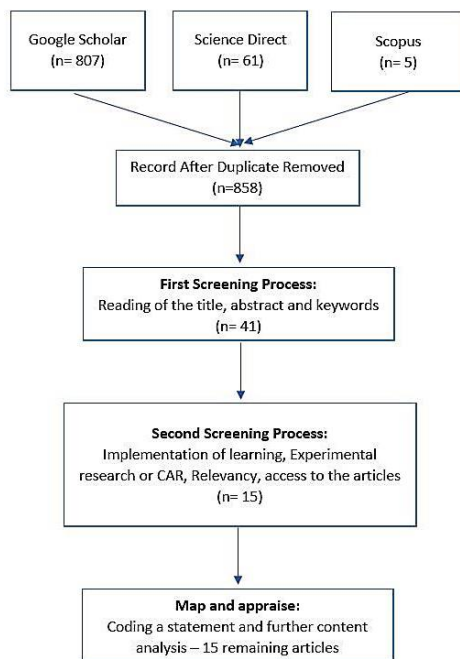 Google Scholar
(n= 807)
Science Direct
(n= 61)
Scopus
(n= 5)
Record After Duplicate Removed
(n=858)
First Screening Process:
Reading of the title, abstract and keywords
(n= 41)
Second Screening Process:
Implementation of learning, Experimental
research or CAR, Relevancy, access to the articles
(n= 15)
Map and appraise:
Coding a statement and further content
analysis – 15 remaining articles